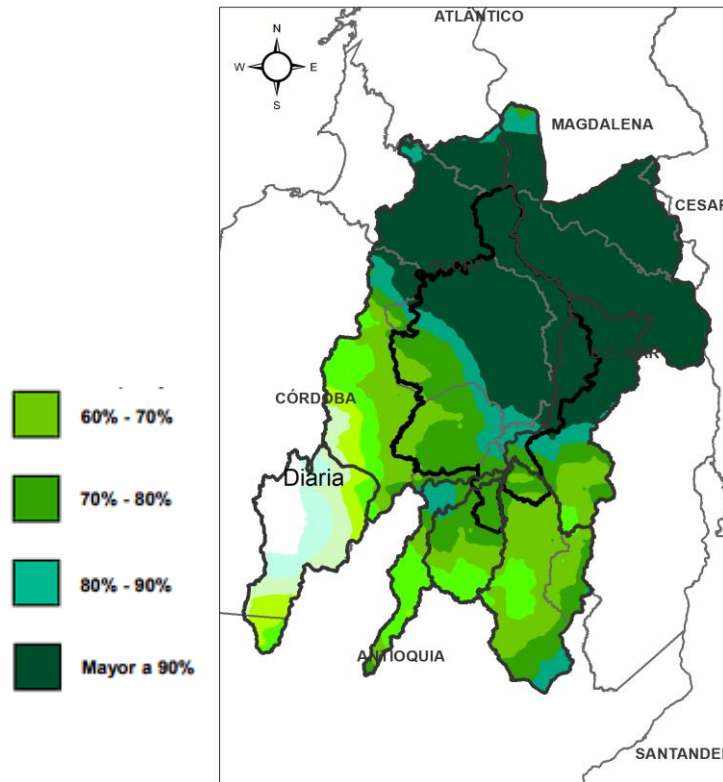 ATLÁNTICO
N
W E
S
MAGDALENA
CESAR
CÓRDOBA
60% - 70%
Diaria
70% - 80%
80% - 90%
ANTIOQUIA
Mayor a 90%
SANTANDER